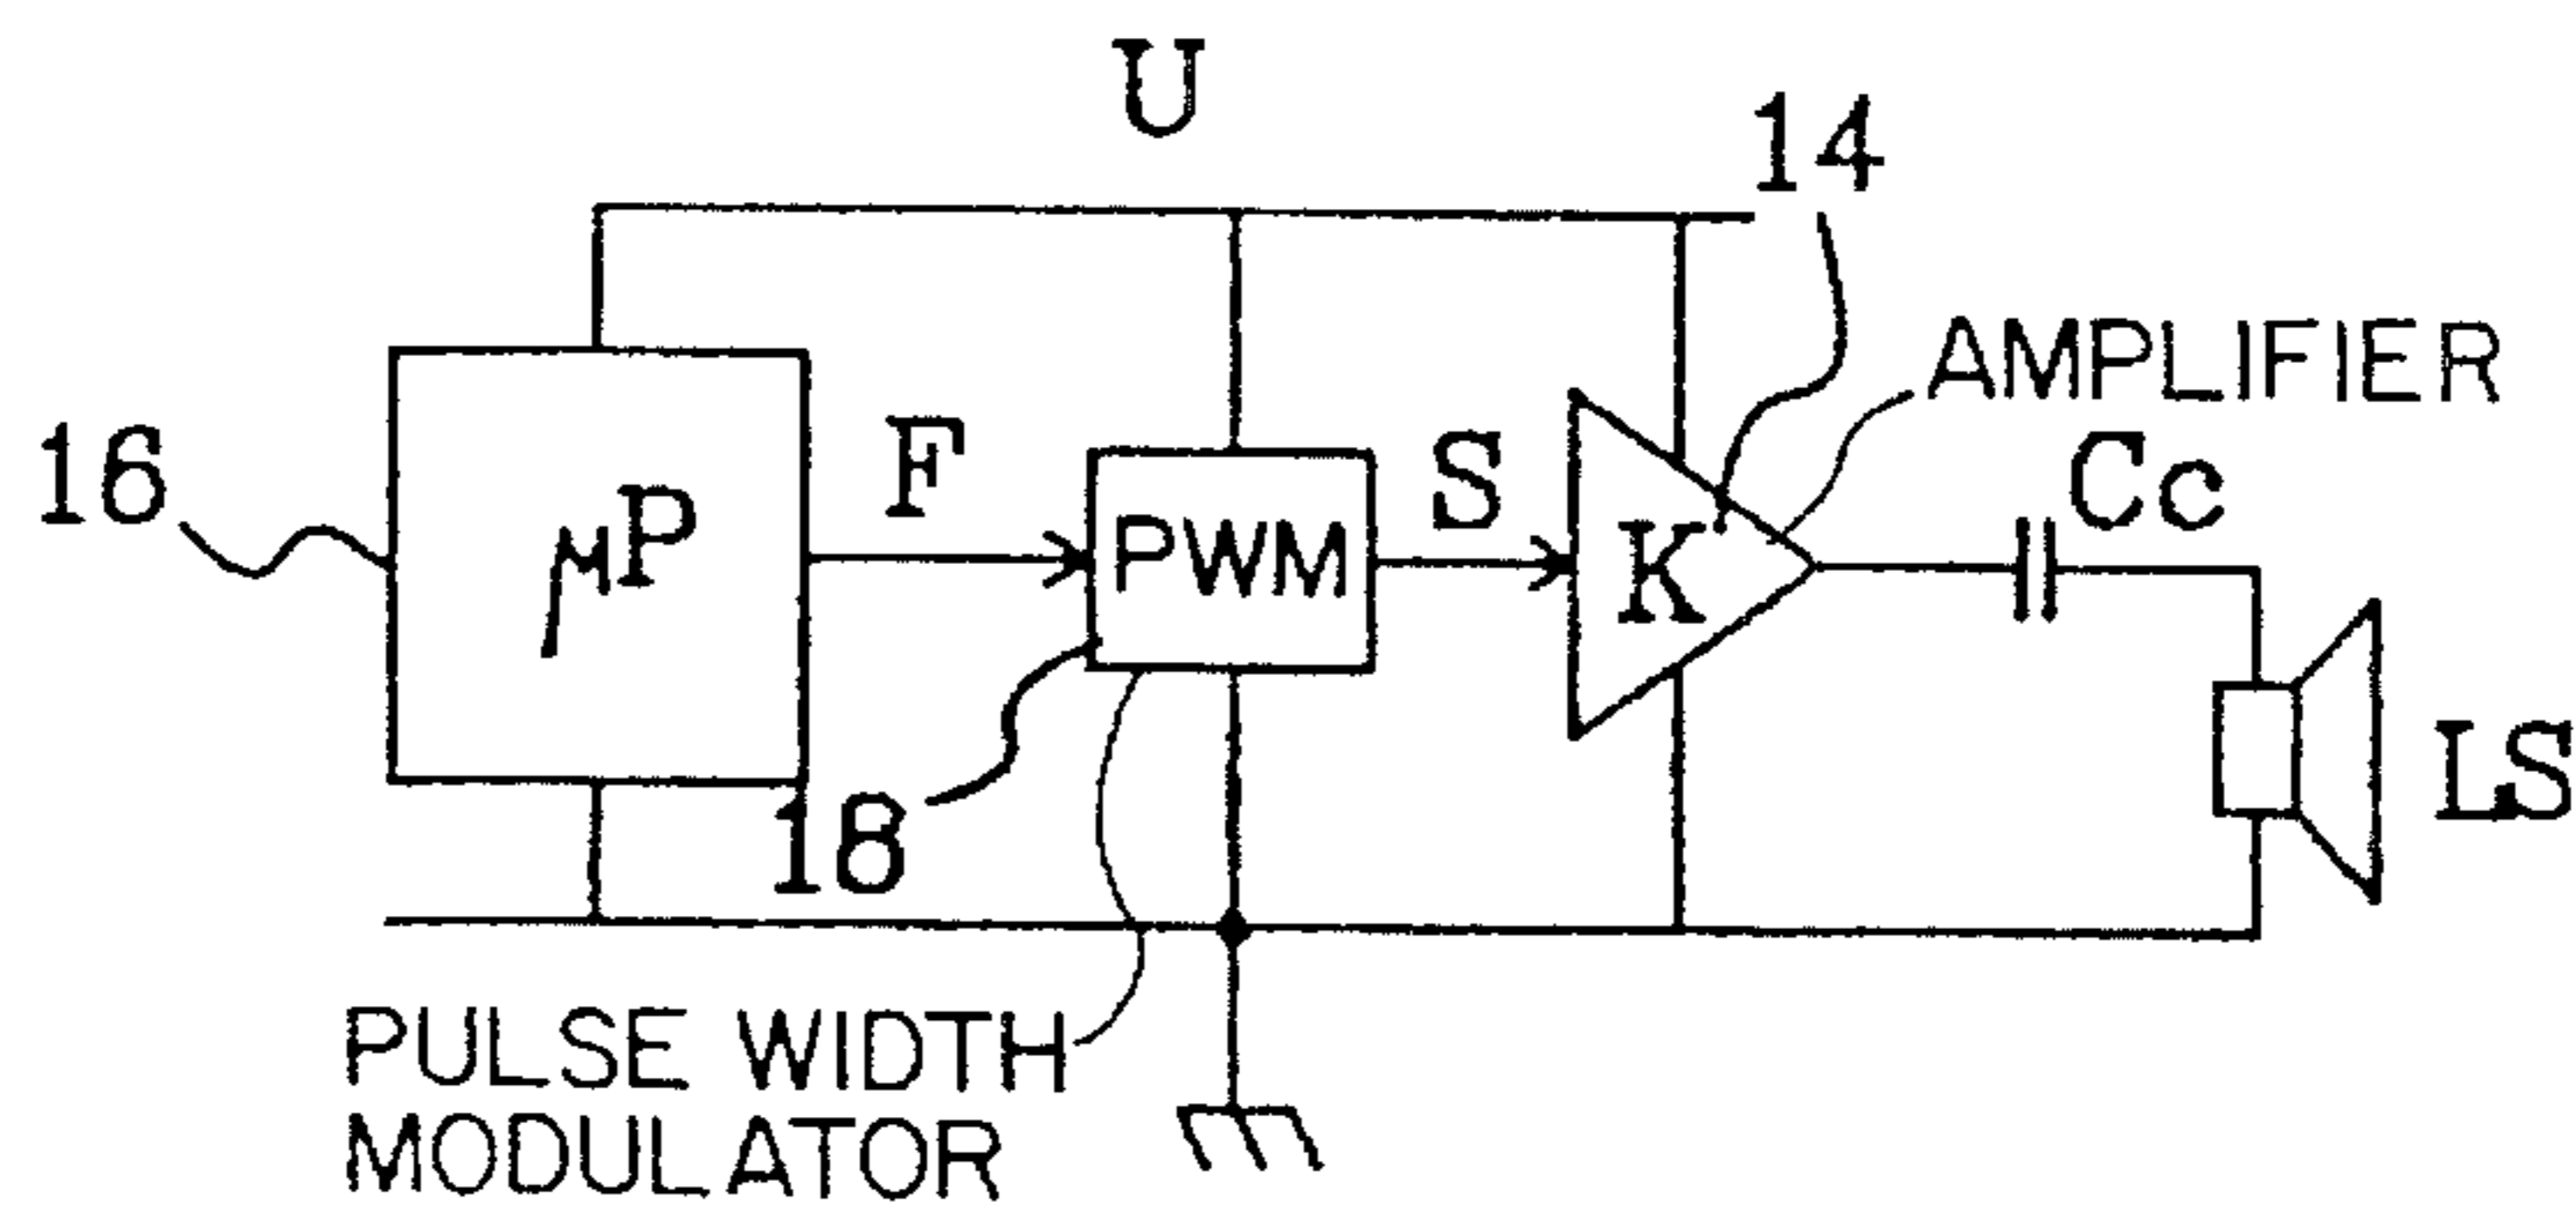 U
14
AMPLIFIER
16
μP
F
PWM
S
K
Cc
LS
18
PULSE WIDTH
MODULATOR